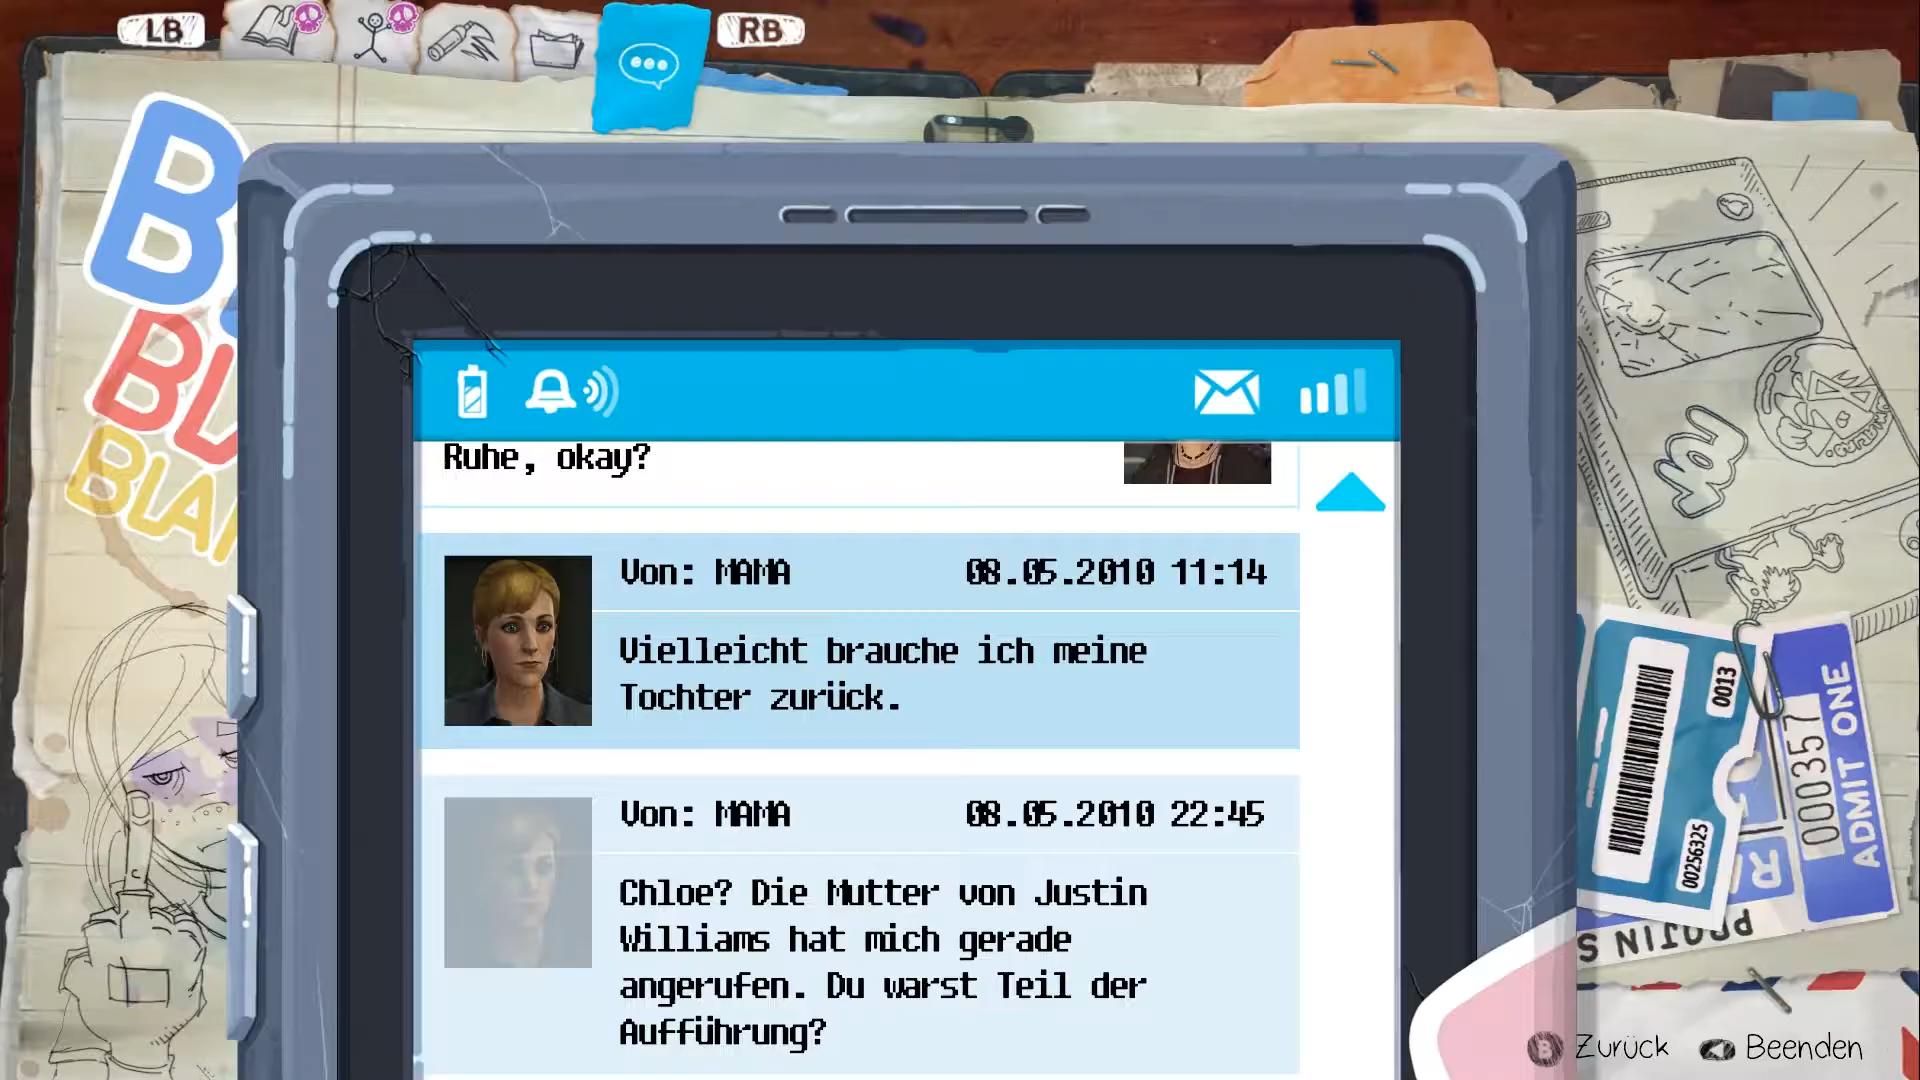 LB
RB
Ruhe, okay?
Von: MAMA 08.05.2010 11:14
Vielleicht brauche ich meine
Tochter zurück.
Von: MAMA 08.05.2010 22:45
Chloe? Die Mutter von Justin
Williams hat mich gerade
angerufen. Du warst Teil der
Aufführung?
0013
00256325
000357
ADMIT ONE
B Zurück
Beenden